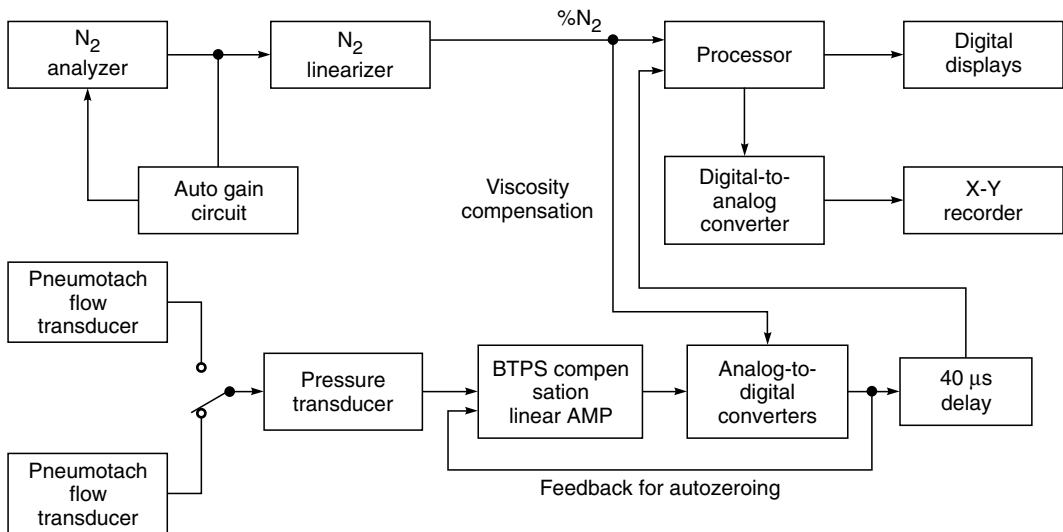 N2
analyzer
N2
linearizer
%N2
Processor
Digital
displays
Auto gain
circuit
Viscosity
compensation
Digital-to-
analog
converter
X-Y
recorder
Pneumotach
flow
transducer
Pressure
transducer
BTPS compen
sation
linear AMP
Analog-to-
digital
converters
40 μs
delay
Pneumotach
flow
transducer
Feedback for autozeroing